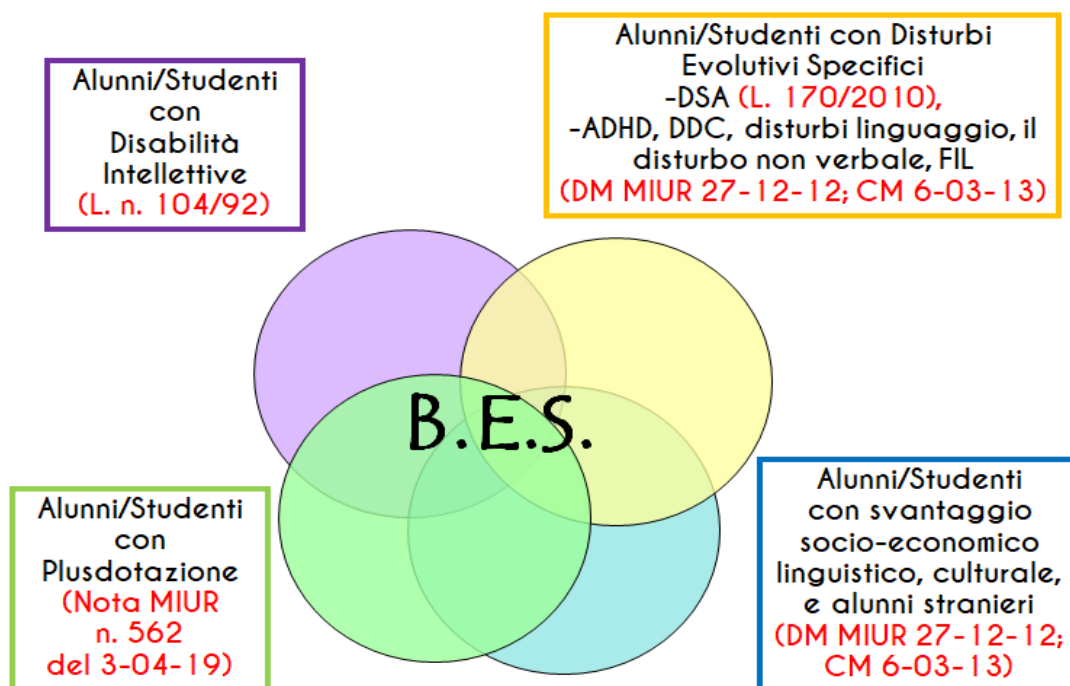 Alunni/Studenti
con
Disabilità
Intellettive
(L. n. 104/92)
Alunni/Studenti con Disturbi
Evolutivi Specifici
-DSA (L. 170/2010),
-ADHD, DDC, disturbi linguaggio, il
disturbo non verbale, FIL
(DM MIUR 27-12-12; CM 6-03-13)
B.E.S.
Alunni/Studenti
con
Plusdotazione
(Nota MIUR
n. 562
del 3-04-19)
Alunni/Studenti
con svantaggio
socio-economico
linguistico, culturale,
e alunni stranieri
(DM MIUR 27-12-12;
CM 6-03-13)